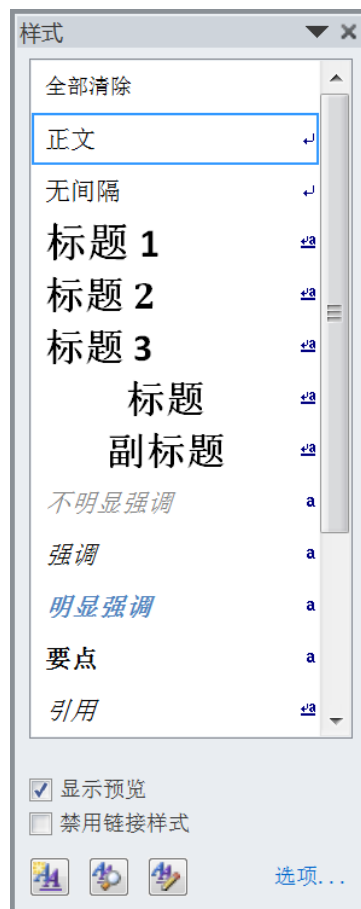 样式
全部清除
正文
无间隔
标题 1
标题 2
标题 3
标题
副标题
不明显强调
强调
明显强调
要点
引用
显示预览
禁用链接样式
选项...